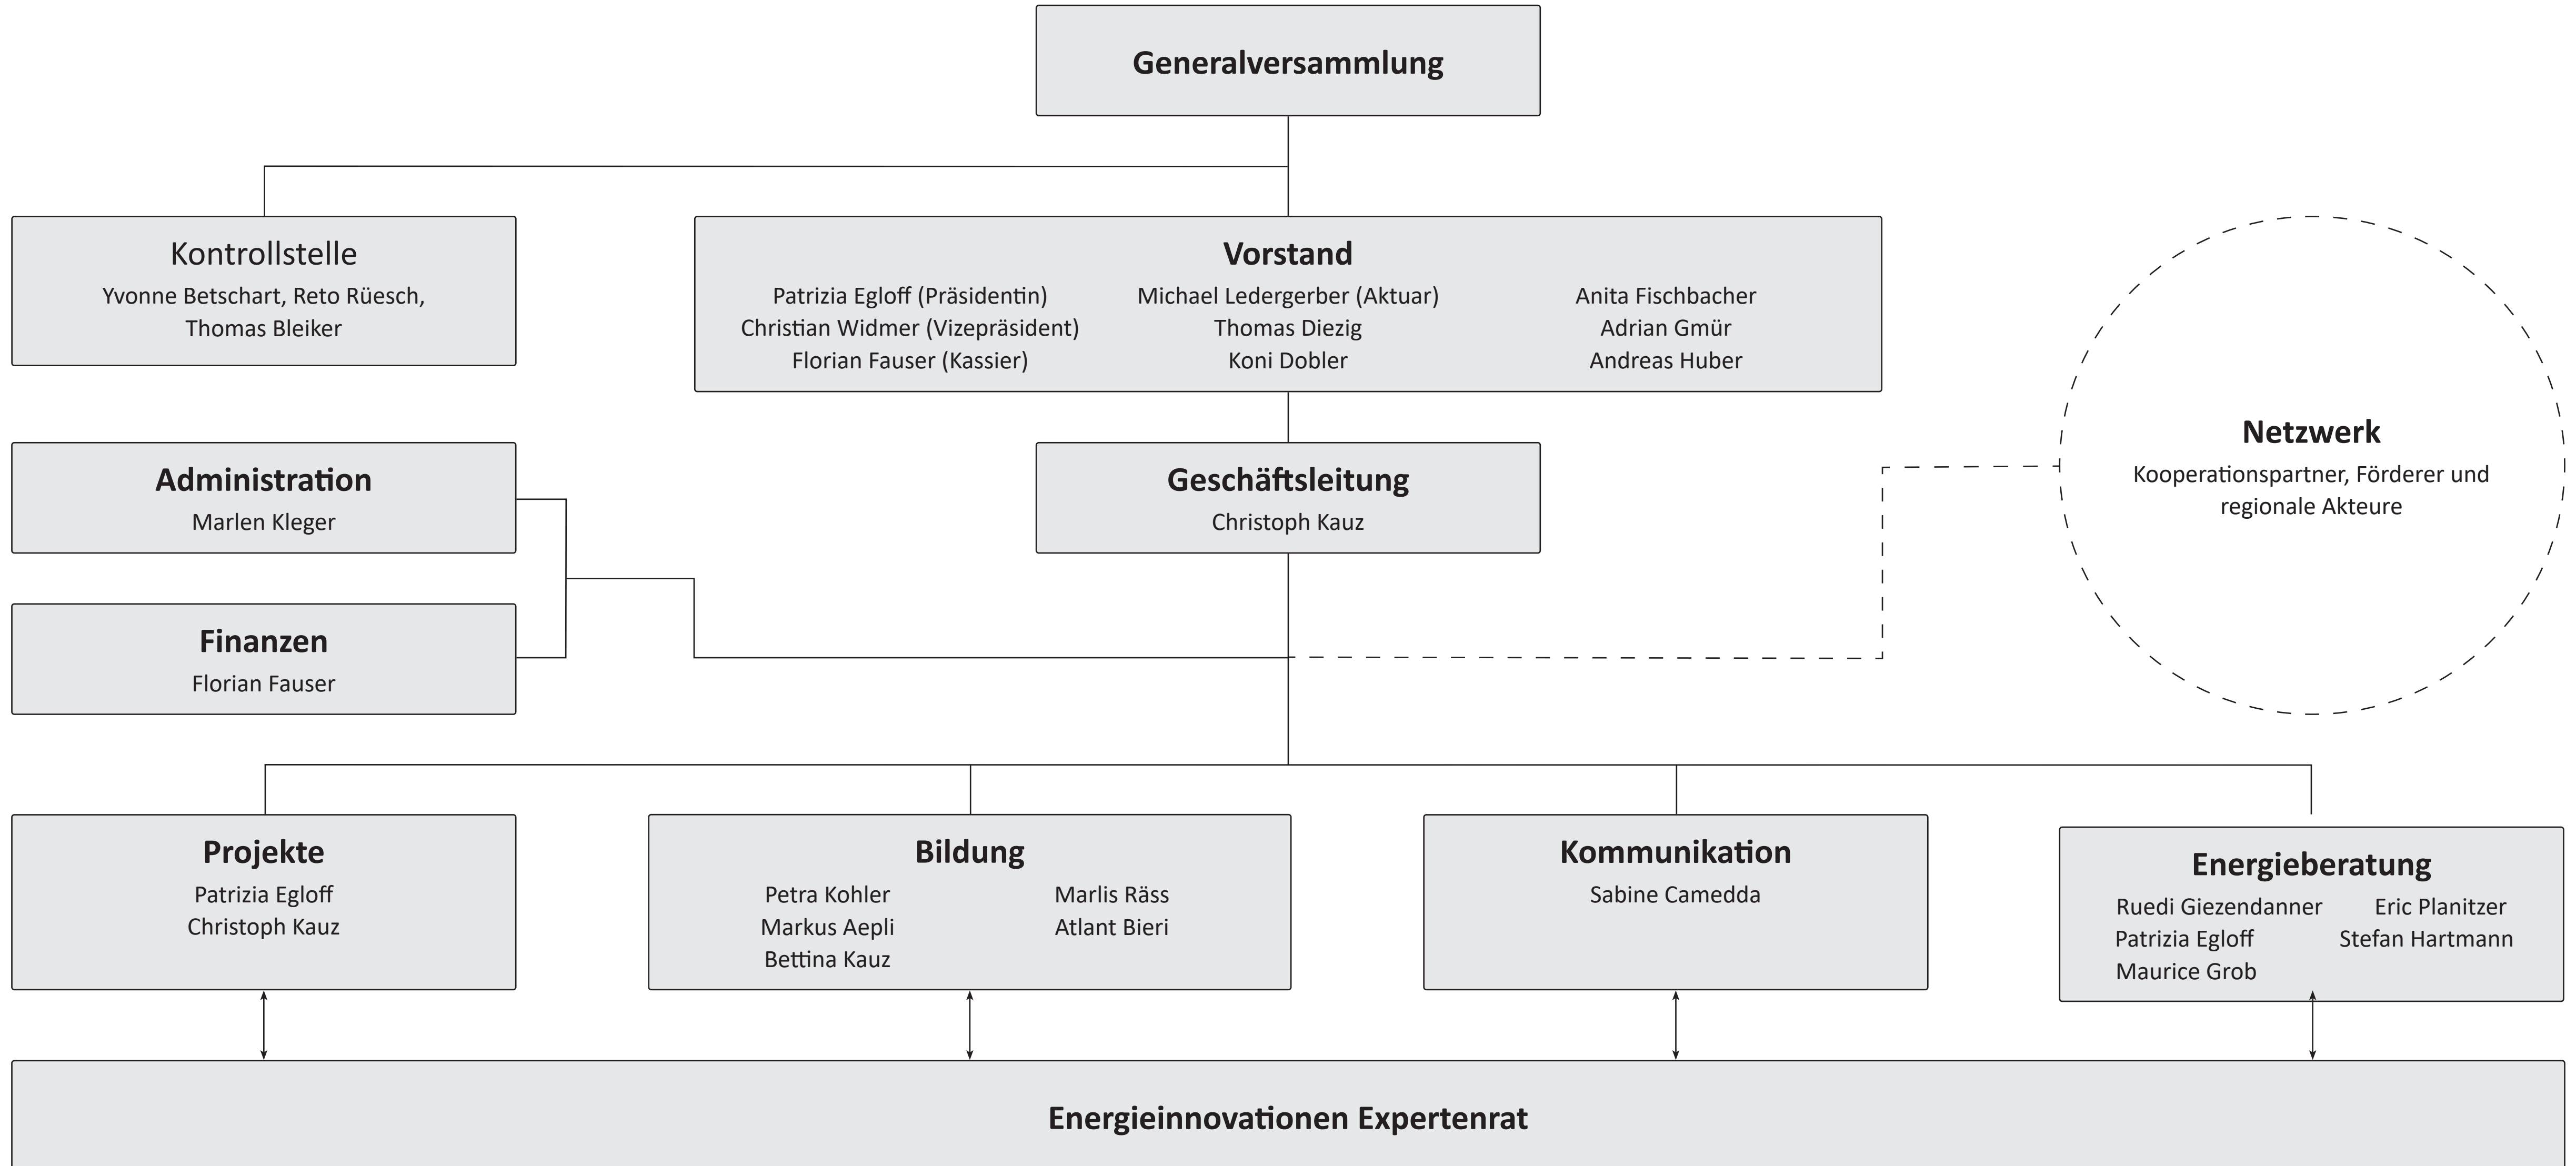 Generalversammlung
Kontrollstelle
Yvonne Betschart, Reto Rüesch,
Thomas Bleiker
Vorstand
Patrizia Egloff (Präsidentin)
Christian Widmer (Vizepräsident)
Florian Fauser (Kassier)
Michael Ledergerber (Aktuar)
Thomas Diezig
Koni Dobler
Anita Fischbacher
Adrian Gmür
Andreas Huber
Administration
Marlen Kleger
Geschäftsleitung
Christoph Kauz
Netzwerk
Kooperationspartner, Förderer und
regionale Akteure
Finanzen
Florian Fauser
Projekte
Patrizia Egloff
Christoph Kauz
Bildung
Petra Kohler
Markus Aepli
Bettina Kauz
Marlis Räss
Atlant Bieri
Kommunikation
Sabine Camedda
Energieberatung
Ruedi Giezendanner
Patrizia Egloff
Maurice Grob
Eric Planitzer
Stefan Hartmann
Energieinnovationen Expertenrat